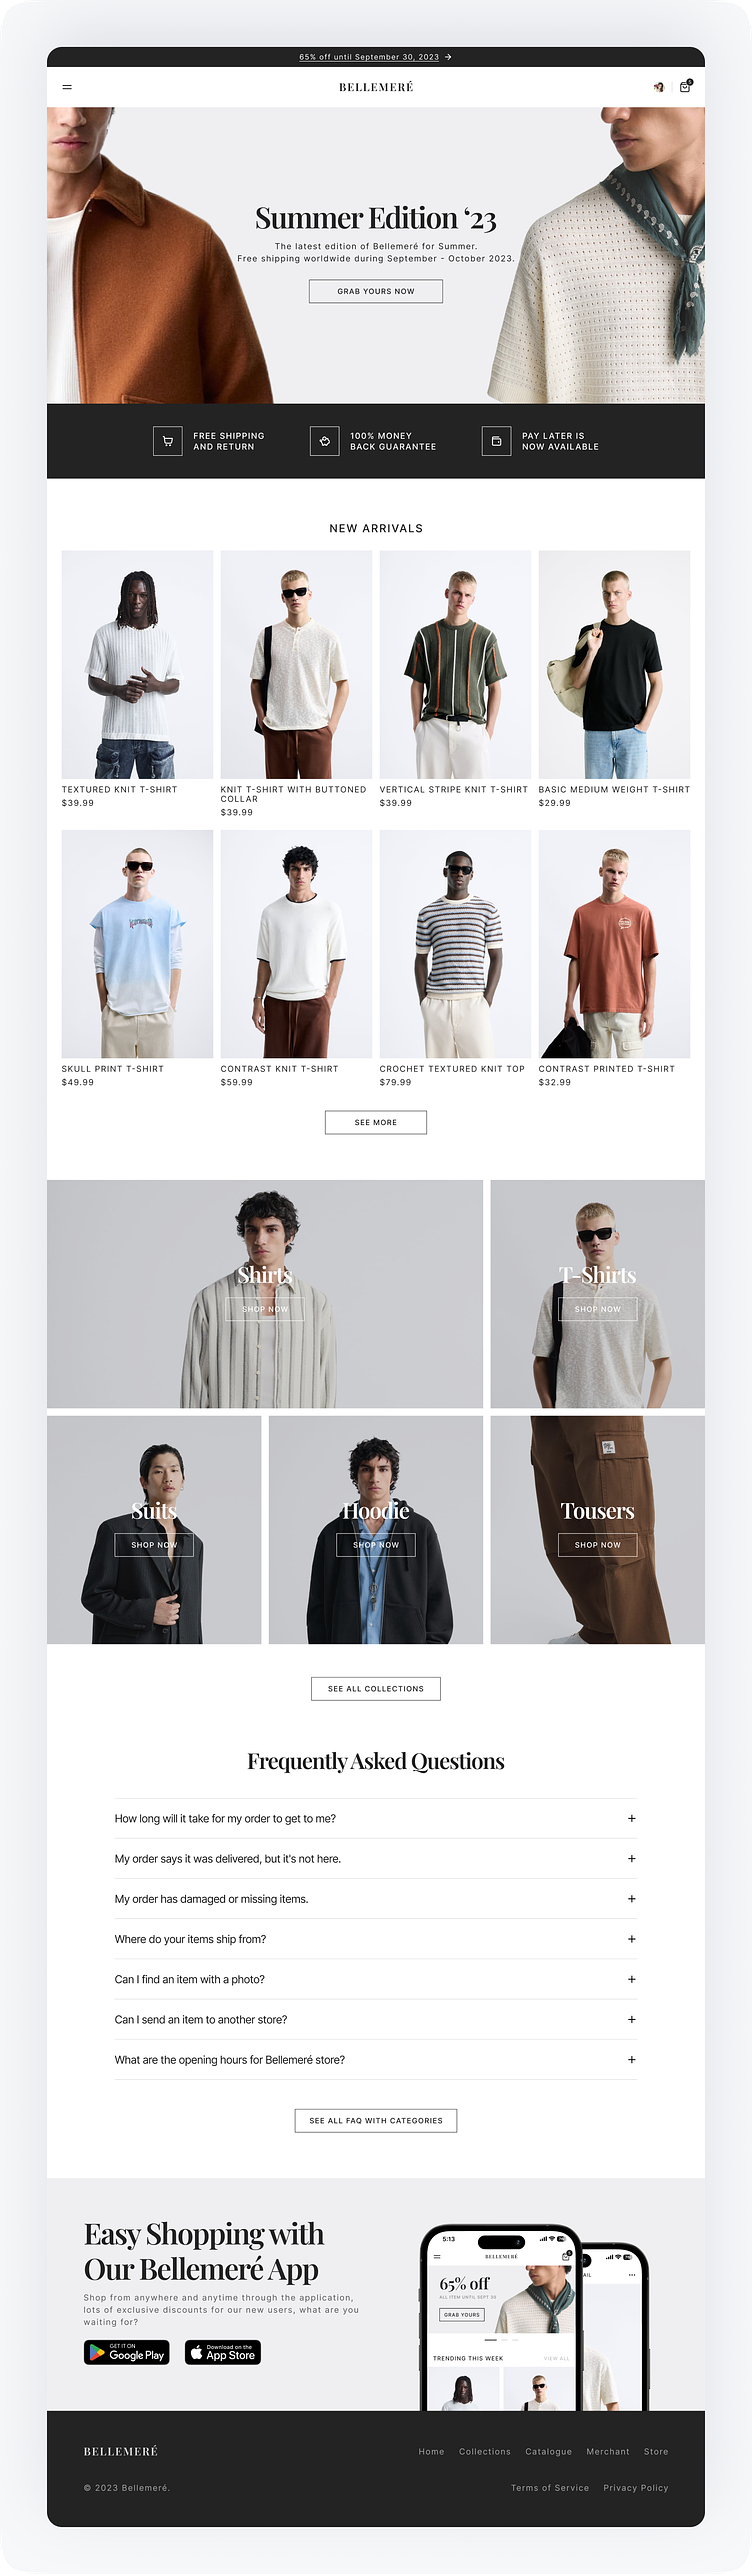 65% off until September 30, 2023
BELLEMERÉ
5
Summer Edition ‘23
The latest edition of Bellemeré for Summer.
Free shipping worldwide during September - October 2023.
GRAB YOURS NOW
FREE SHIPPING
AND RETURN
100% MONEY
BACK GUARANTEE
PAY LATER IS
NOW AVAILABLE
NEW ARRIVALS
TEXTURED KNIT T-SHIRT
$39.99
KNIT T-SHIRT WITH BUTTONED
COLLAR
$39.99
VERTICAL STRIPE KNIT T-SHIRT
$39.99
BASIC MEDIUM WEIGHT T-SHIRT
$29.99
SKULL PRINT T-SHIRT
$49.99
CONTRAST KNIT T-SHIRT
$59.99
CROCHET TEXTURED KNIT TOP
$79.99
CONTRAST PRINTED T-SHIRT
$32.99
SEE MORE
Shirts
SHOP NOW
T-Shirts
SHOP NOW
Suits
SHOP NOW
Hoodie
SHOP NOW
Tousers
SHOP NOW
SEE ALL COLLECTIONS
Frequently Asked Questions
How long will it take for my order to get to me?
My order says it was delivered, but it's not here.
My order has damaged or missing items.
Where do your items ship from?
Can I find an item with a photo?
Can I send an item to another store?
What are the opening hours for Bellemeré store?
SEE ALL FAQ WITH CATEGORIES
Easy Shopping with
Our Bellemeré App
Shop from anywhere and anytime through the application,
lots of exclusive discounts for our new users, what are you
waiting for?
GET IT ON
Google Play
Download on the
App Store
5:13
BELLEMERÉ
65% off
ALL ITEM UNTIL SEPT 30
GRAB YOURS
TRENDING THIS WEEK
VIEW ALL
AIL
BELLEMERÉ
Home Collections Catalogue Merchant Store
© 2023 Bellemeré.
Terms of Service Privacy Policy